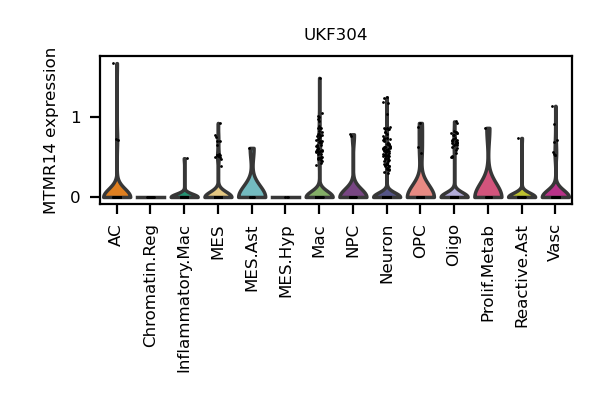 UKF304
MTMR14 expression
1
0
AC
Chromatin.Reg
Inflammatory.Mac
MES
MES.Ast
MES.Hyp
Mac
NPC
Neuron
OPC
Oligo
Prolif.Metab
Reactive.Ast
Vasc